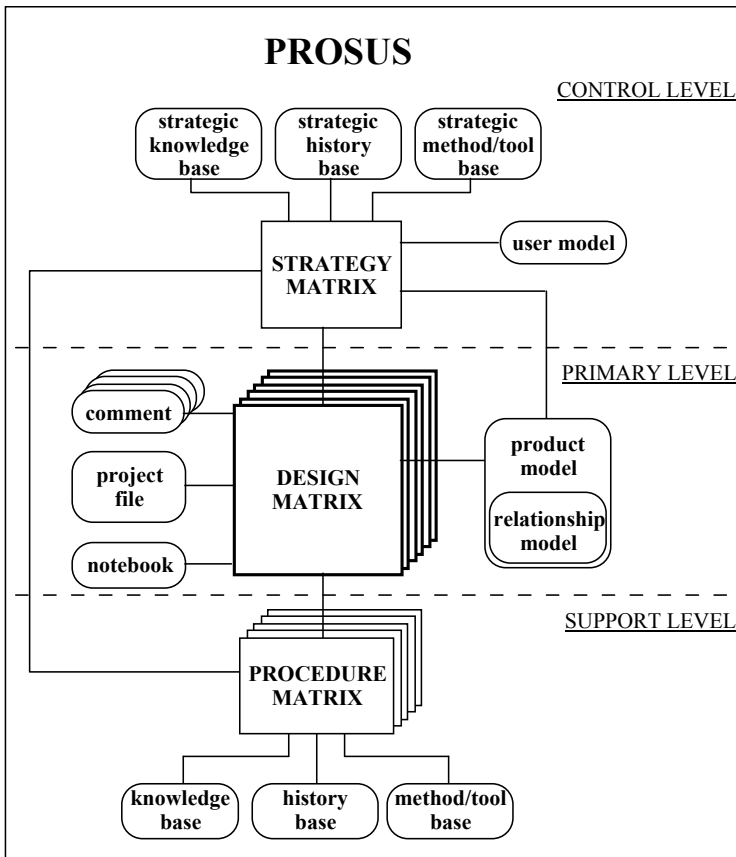 PROSUS
CONTROL LEVEL
strategic
knowledge
base
strategic
history
base
strategic
method/tool
base
user model
STRATEGY
MATRIX
PRIMARY LEVEL
comment
project
file
notebook
DESIGN
MATRIX
product
model
relationship
model
SUPPORT LEVEL
PROCEDURE
MATRIX
knowledge
base
history
base
method/tool
base